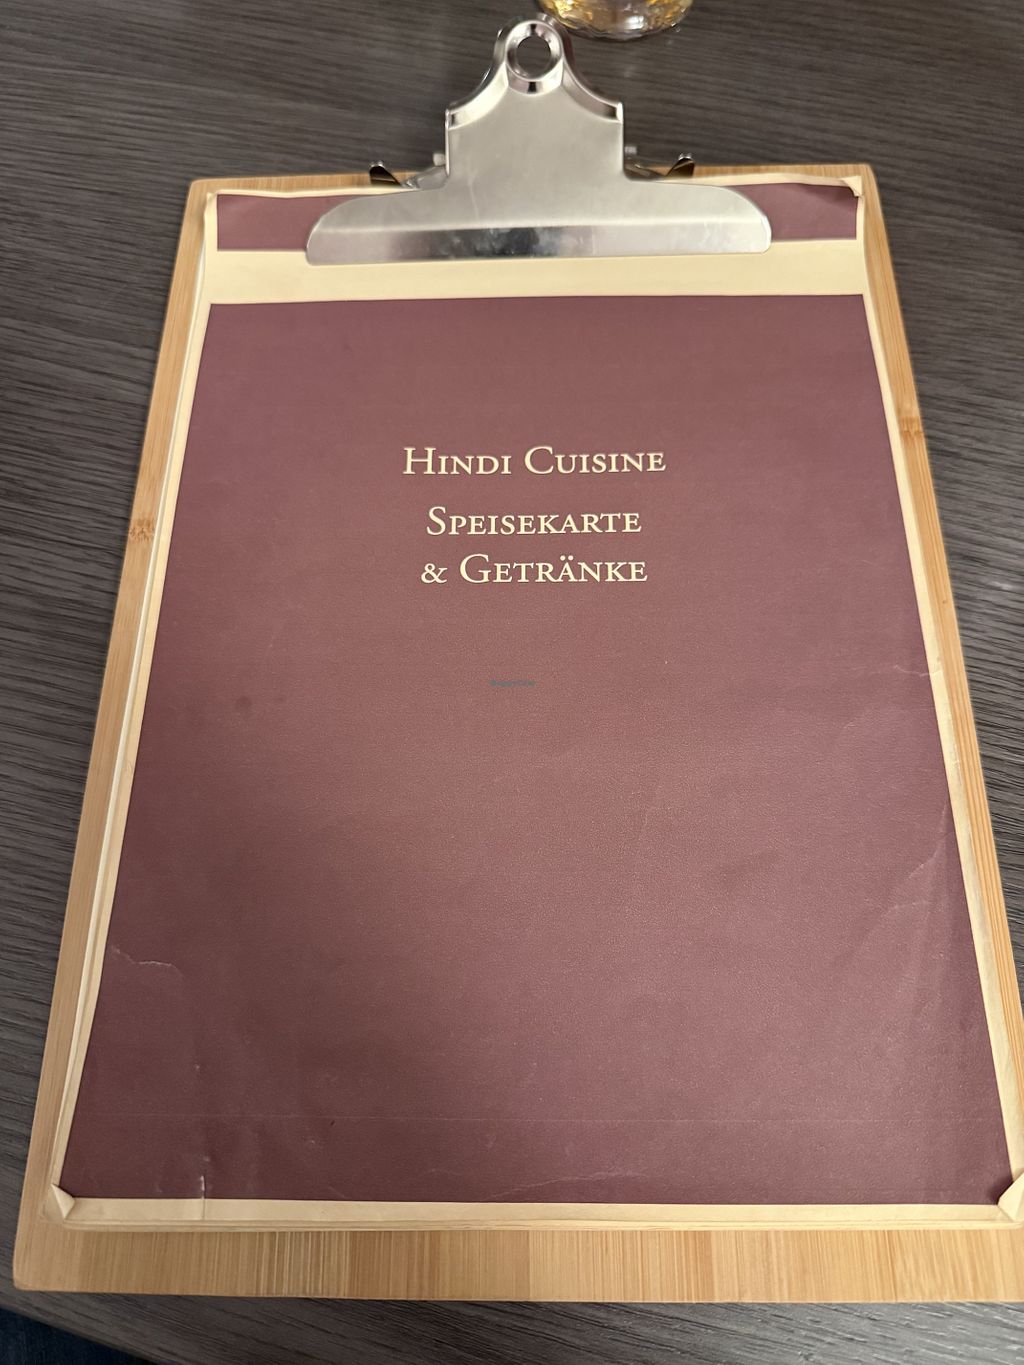 Hindi Cuisine
Speisekarte
& Getränke